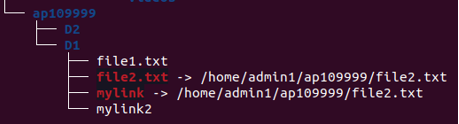 ap109999
D2
D1
file1.txt
file2.txt -> /home/admin1/ap109999/file2.txt
mylink -> /home/admin1/ap109999/file2.txt
mylink2